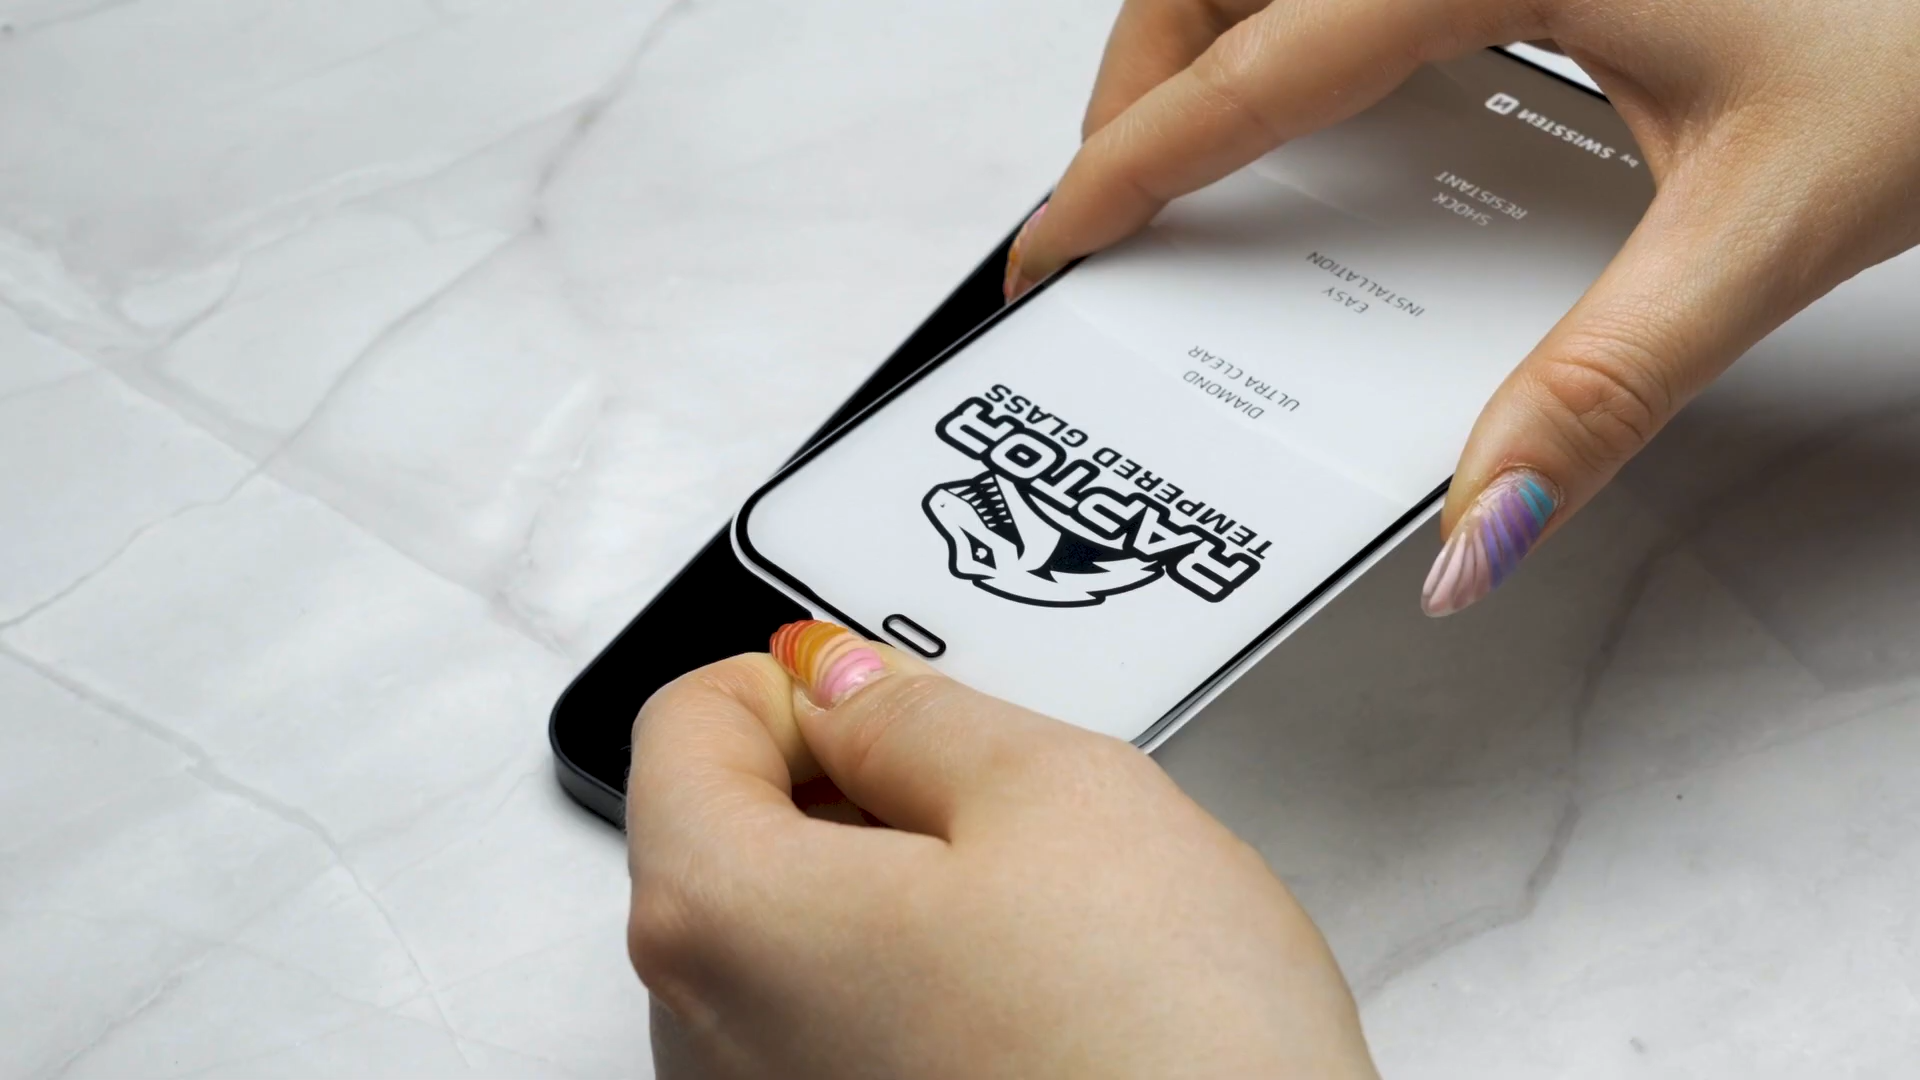 RAPTOR
TEMPERED GLASS
DIAMOND
ULTRA CLEAR
EASY
INSTALLATION
SHOCK
RESISTANT
by SWISSTEN N